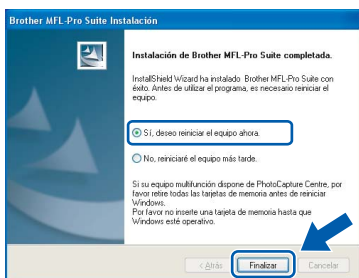 Brother MFL-Pro Suite Instalación
Instalación de Brother MFL-Pro Suite completada.
InstallShield Wizard ha instalado Brother MFL-Pro Suite con
éxito. Antes de utilizar el programa, es necesario reiniciar el
equipo.
Sí, deseo reiniciar el equipo ahora.
No, reiniciaré el equipo más tarde.
Si su equipo multifunción dispone de PhotoCapture Centre, por
favor retire todas las tarjetas de memoria antes de reiniciar
Windows.
Por favor no inserte una tarjeta de memoria hasta que
Windows esté operativo.
< Atrás
Finalizar
Cancelar